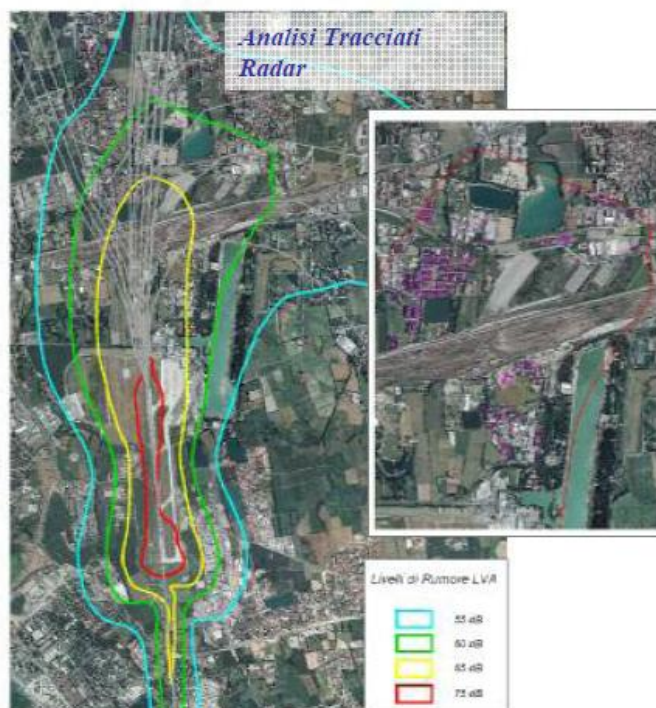 Analisi Tracciati
Radar
Livelli di Rumore LVA
55 dB
60 dB
65 dB
75 dB